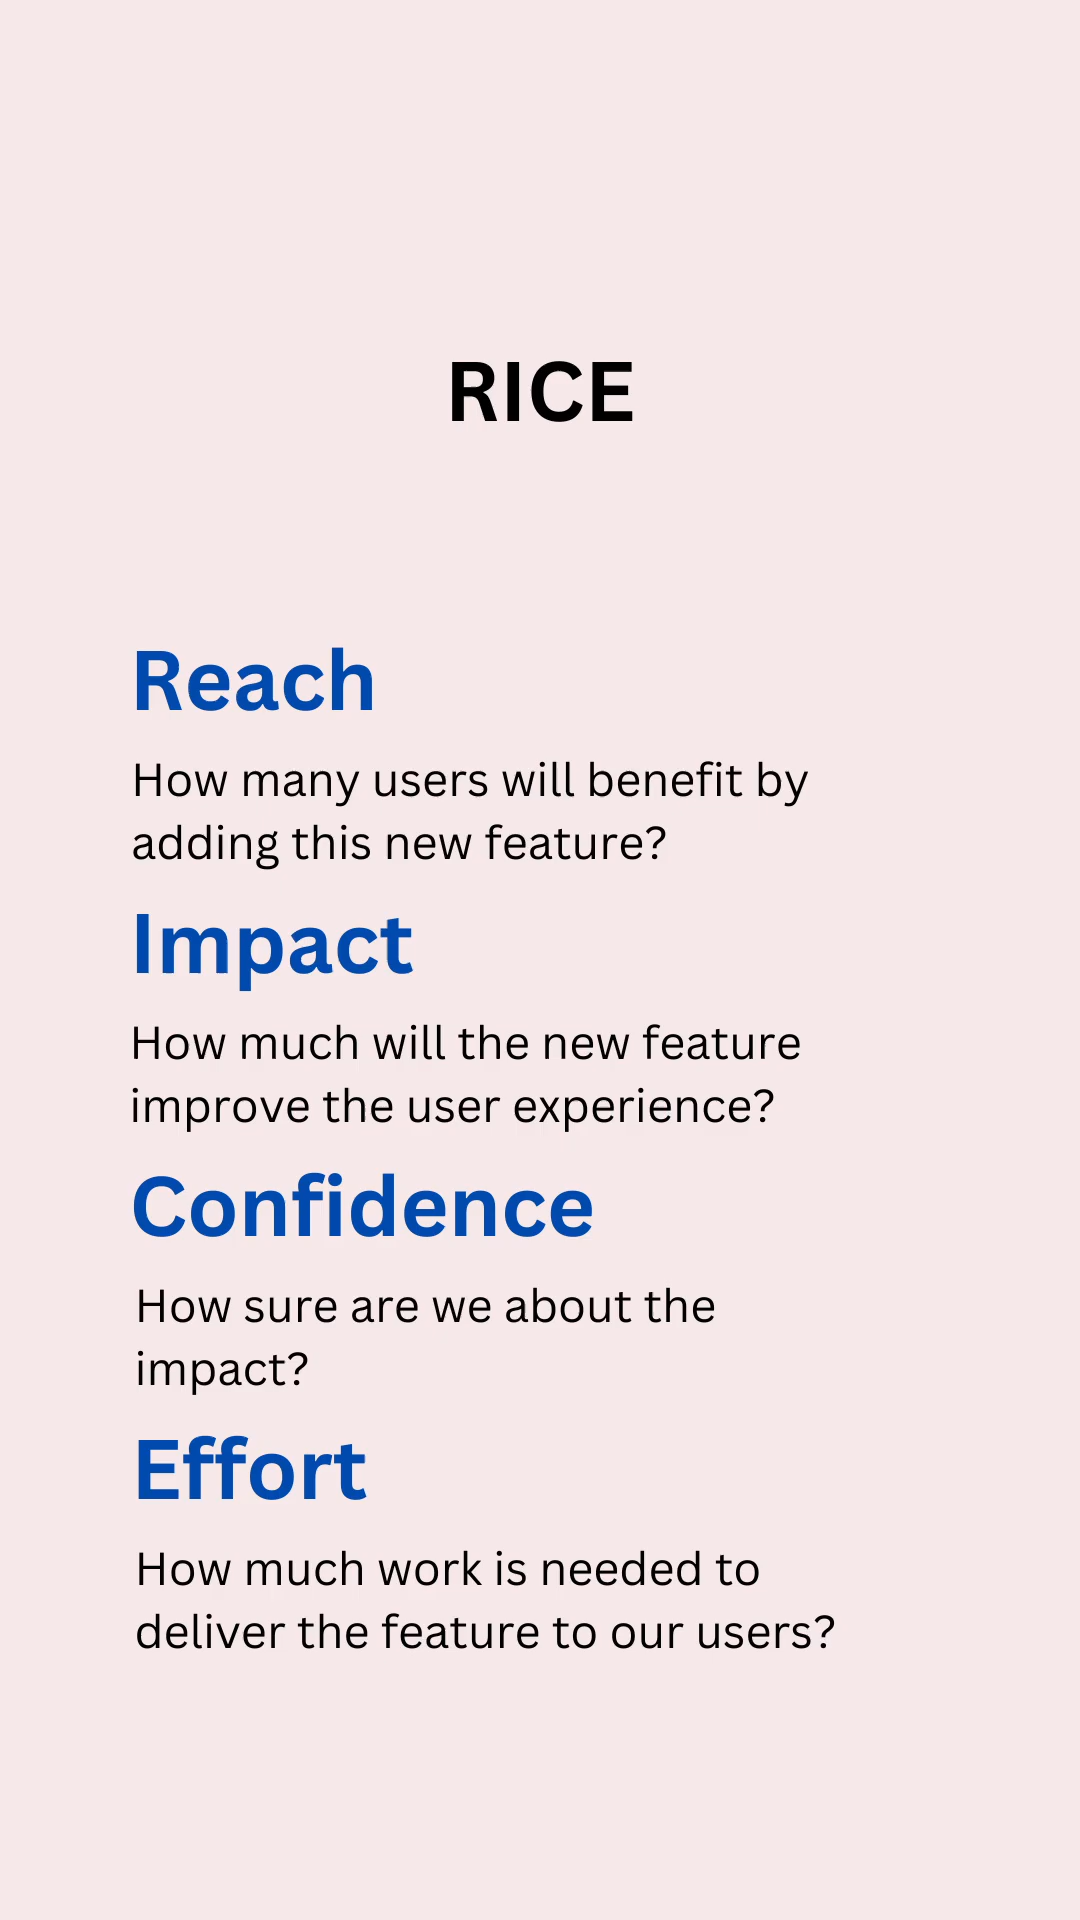 RICE
Reach
How many users will benefit by
adding this new feature?
Impact
How much will the new feature
improve the user experience?
Confidence
How sure are we about the
impact?
Effort
How much work is needed to
deliver the feature to our users?